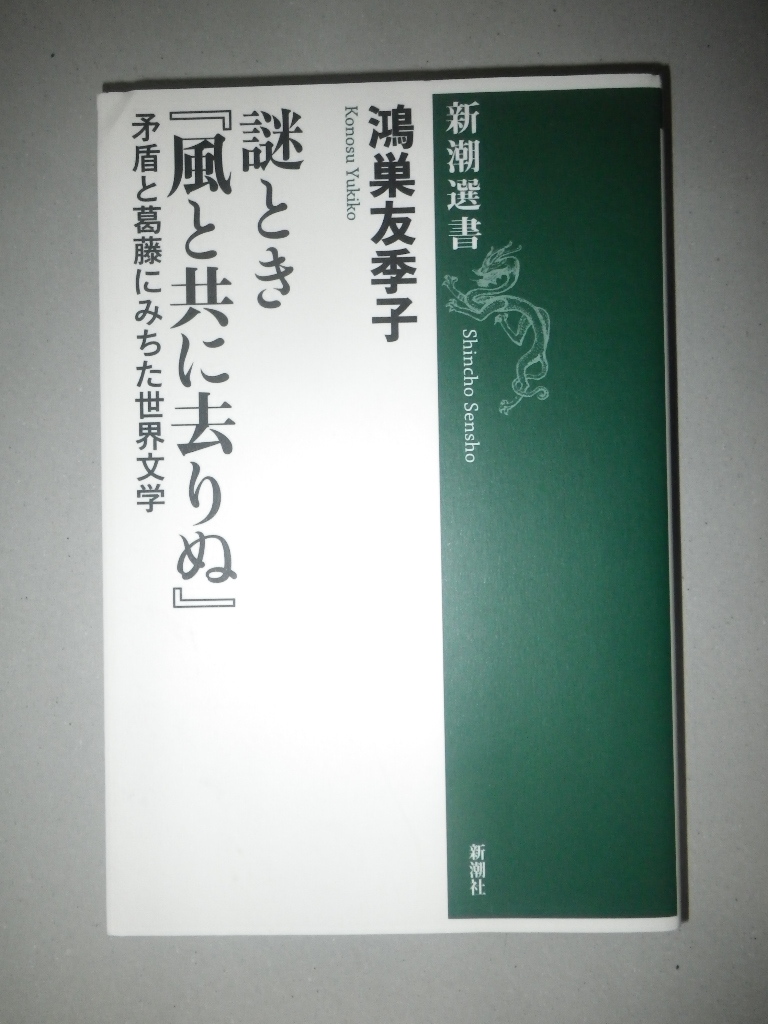 新潮選書
Shincho Sensho
新潮社
鴻巣友季子
Konosu Yukiko
謎とき
『風と共に去りぬ』
矛盾と葛藤にみちた世界文学